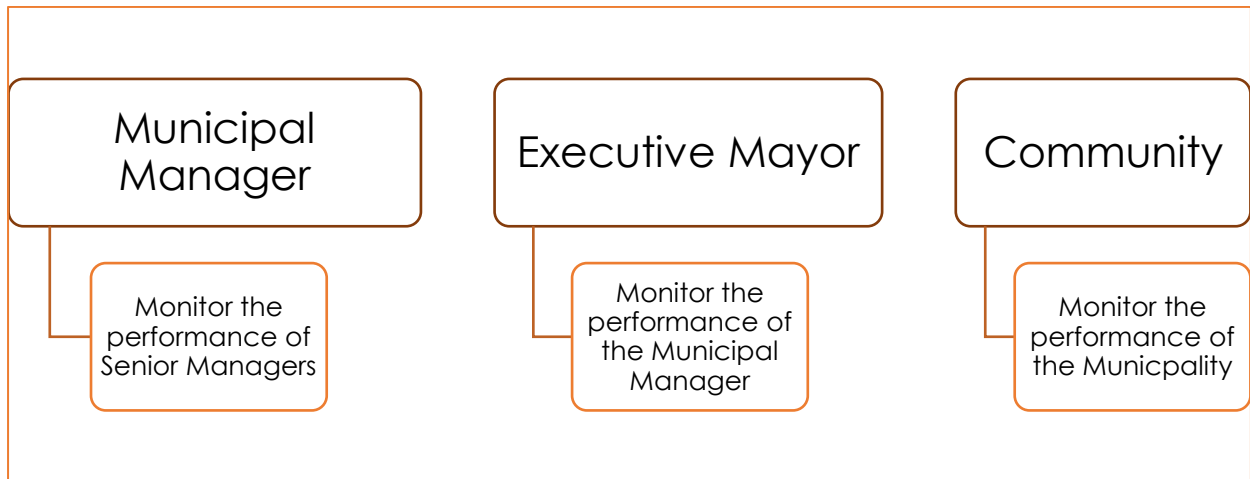 Municipal
Manager
Monitor the
performance of
Senior Managers
Executive Mayor
Monitor the
performance of
the Municipal
Manager
Community
Monitor the
performance of
the Municpality